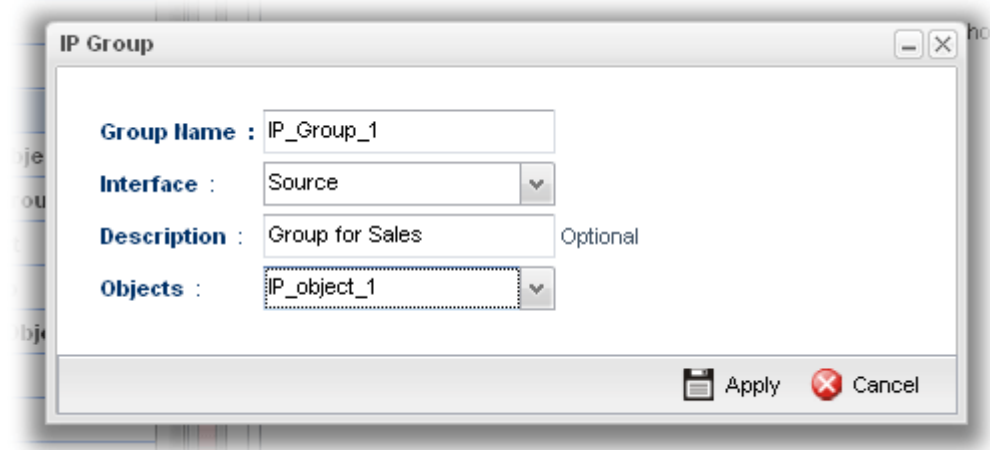 IP Group
Group Name : IP_Group_1
Interface : Source
Description : Group for Sales Optional
Objects : IP_object_1
Apply Cancel